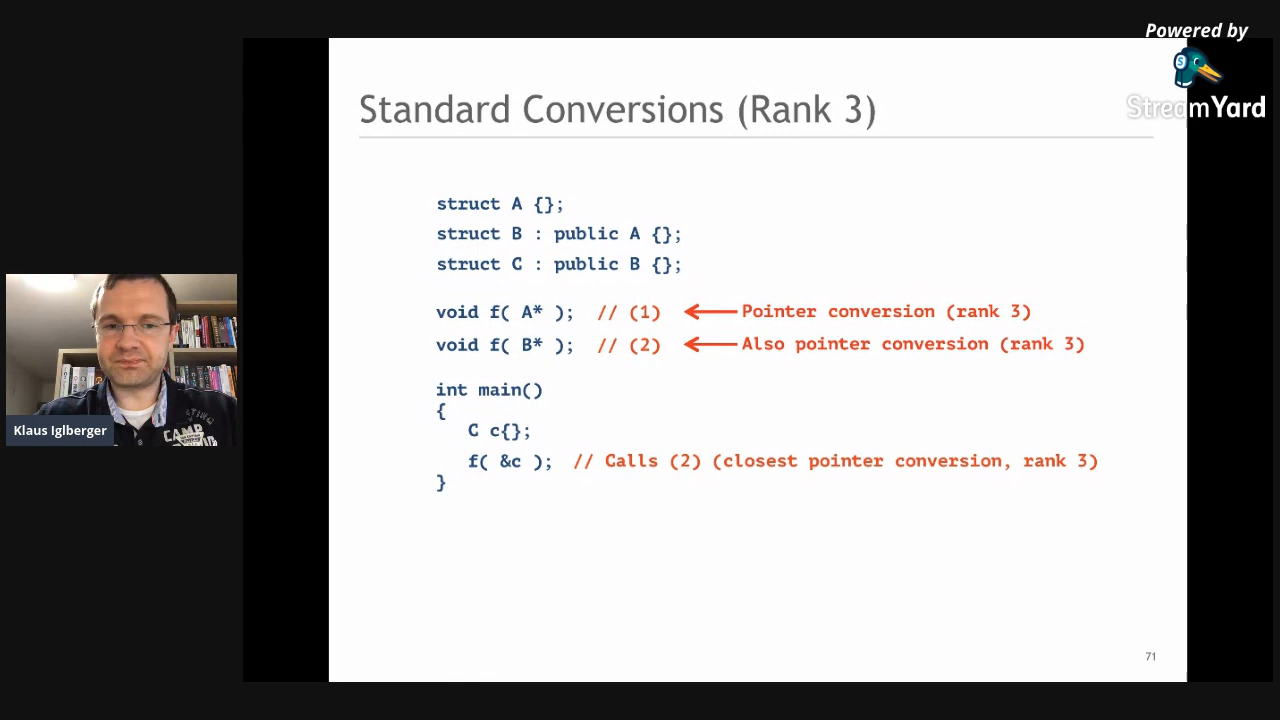 Powered by
StreamYard
Standard Conversions (Rank 3)
struct A {};
struct B : public A {};
struct C : public B {};
void f( A* ); // (1) Pointer conversion (rank 3)
void f( B* ); // (2) Also pointer conversion (rank 3)
int main()
{
C c{};
f( &c ); // Calls (2) (closest pointer conversion, rank 3)
}
71
CAMP
Klaus Iglberger